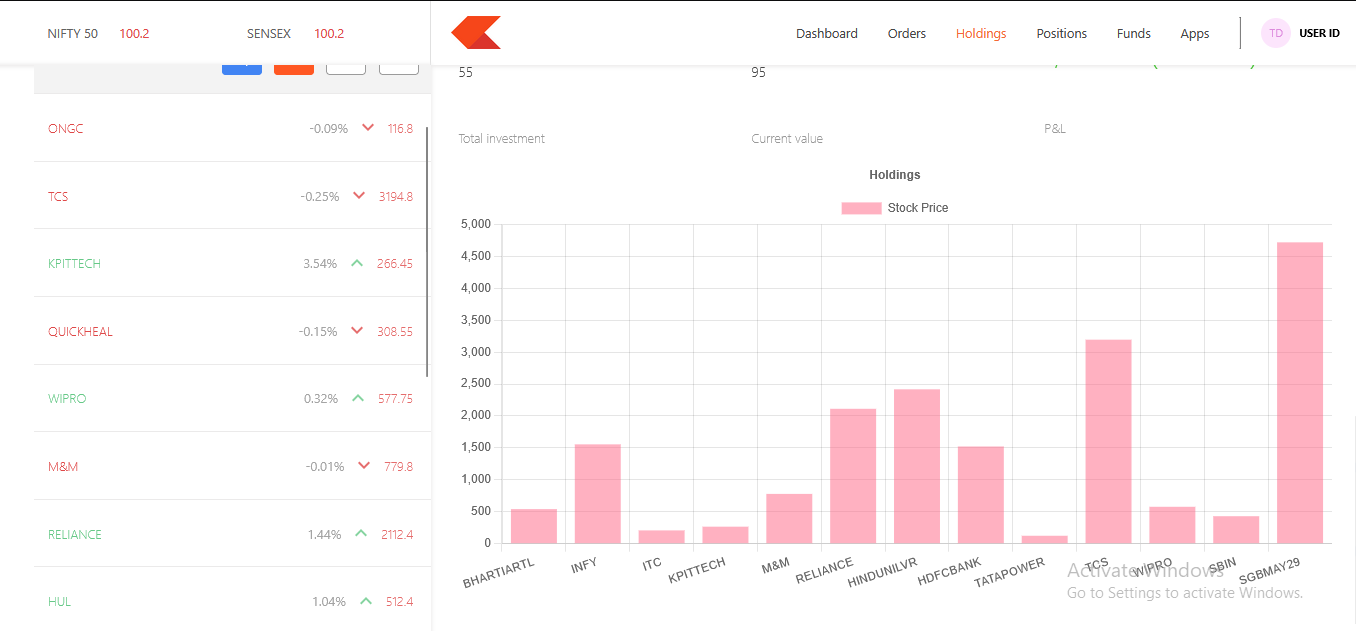 NIFTY 50 100.2 SENSEX 100.2 Dashboard Orders Holdings Positions Funds Apps TD USER ID
ONGC -0.09% 116.8
TCS -0.25% 3194.8
KPITTECH 3.54% 266.45
QUICKHEAL -0.15% 308.55
WIPRO 0.32% 577.75
M&M -0.01% 779.8
RELIANCE 1.44% 2112.4
HUL 1.04% 512.4
55 95
Total investment Current value P&L
Holdings
Stock Price
5,000
4,500
4,000
3,500
3,000
2,500
2,000
1,500
1,000
500
0
BHARTIARTL INFY ITC KPITTECH M&M RELIANCE HINDUNILVR HDFCBANK TATAPOWER TCS WIPRO SBIN SGBMAY29
Activate Windows
Go to Settings to activate Windows.